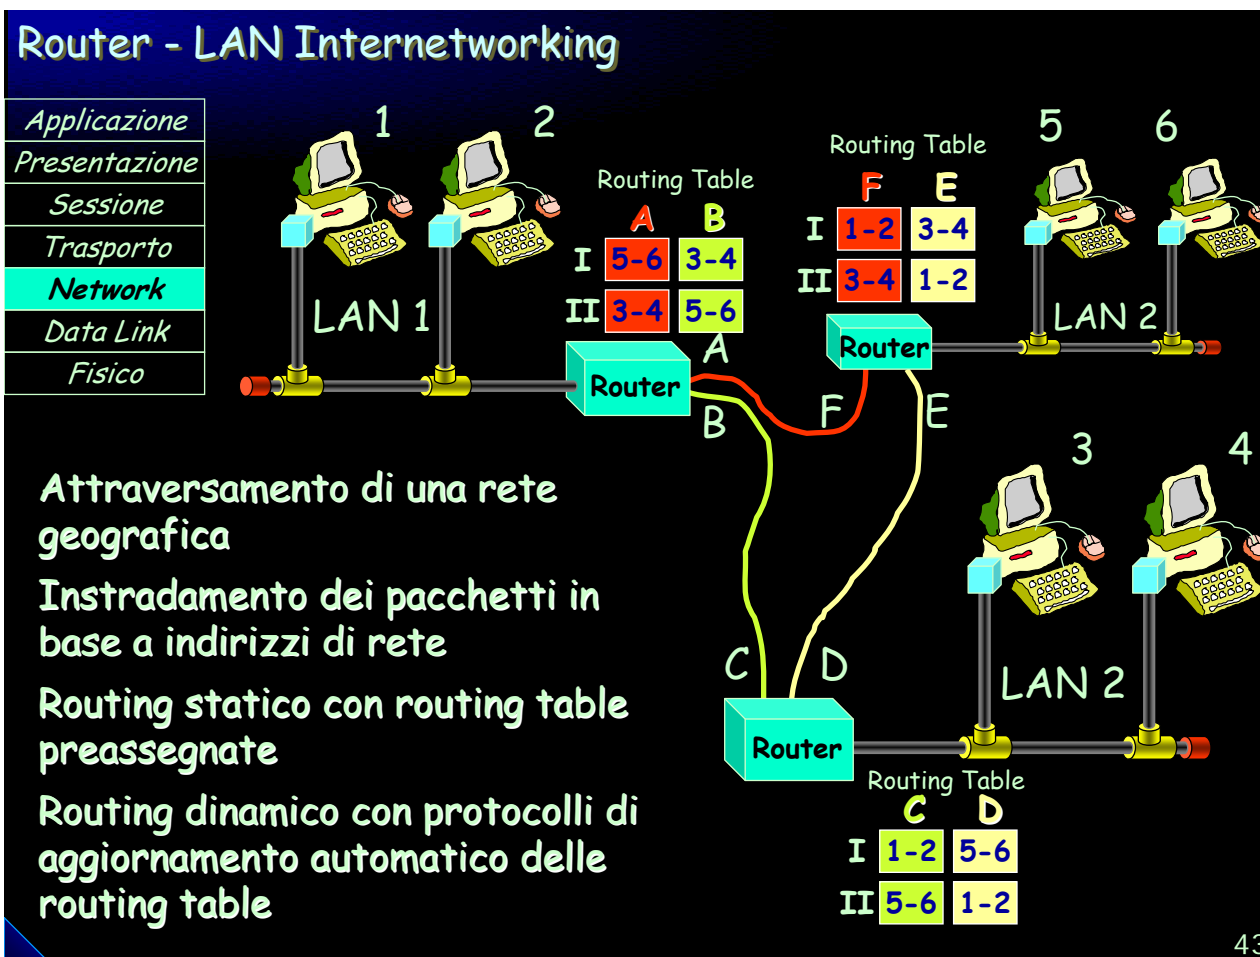 Router - LAN Internetworking
Applicazione
Presentazione
Sessione
Trasporto
Network
Data Link
Fisico
1 2
5 6
Routing Table
A B
I 5-6 3-4
II 3-4 5-6
Routing Table
F E
I 1-2 3-4
II 3-4 1-2
LAN 1
LAN 2
Router
Router
A
B
F
E
3 4
Attraversamento di una rete
geografica
Instradamento dei pacchetti in
base a indirizzi di rete
Routing statico con routing table
preassegnate
Routing dinamico con protocolli di
aggiornamento automatico delle
routing table
C
D
LAN 2
Router
Routing Table
C D
I 1-2 5-6
II 5-6 1-2
43